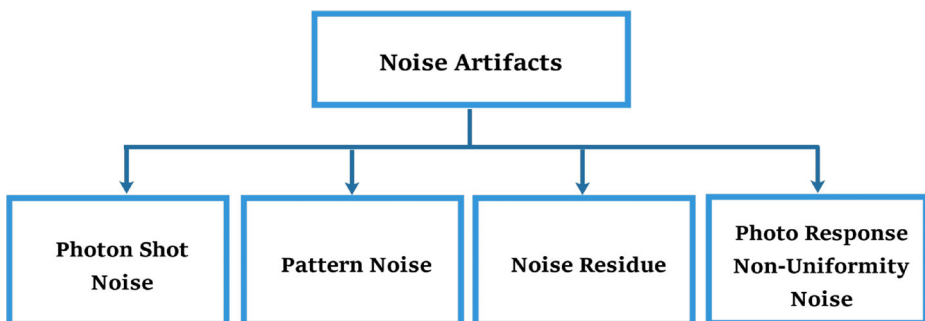 Noise Artifacts
Photon Shot
Noise
Pattern Noise
Noise Residue
Photo Response
Non-Uniformity
Noise